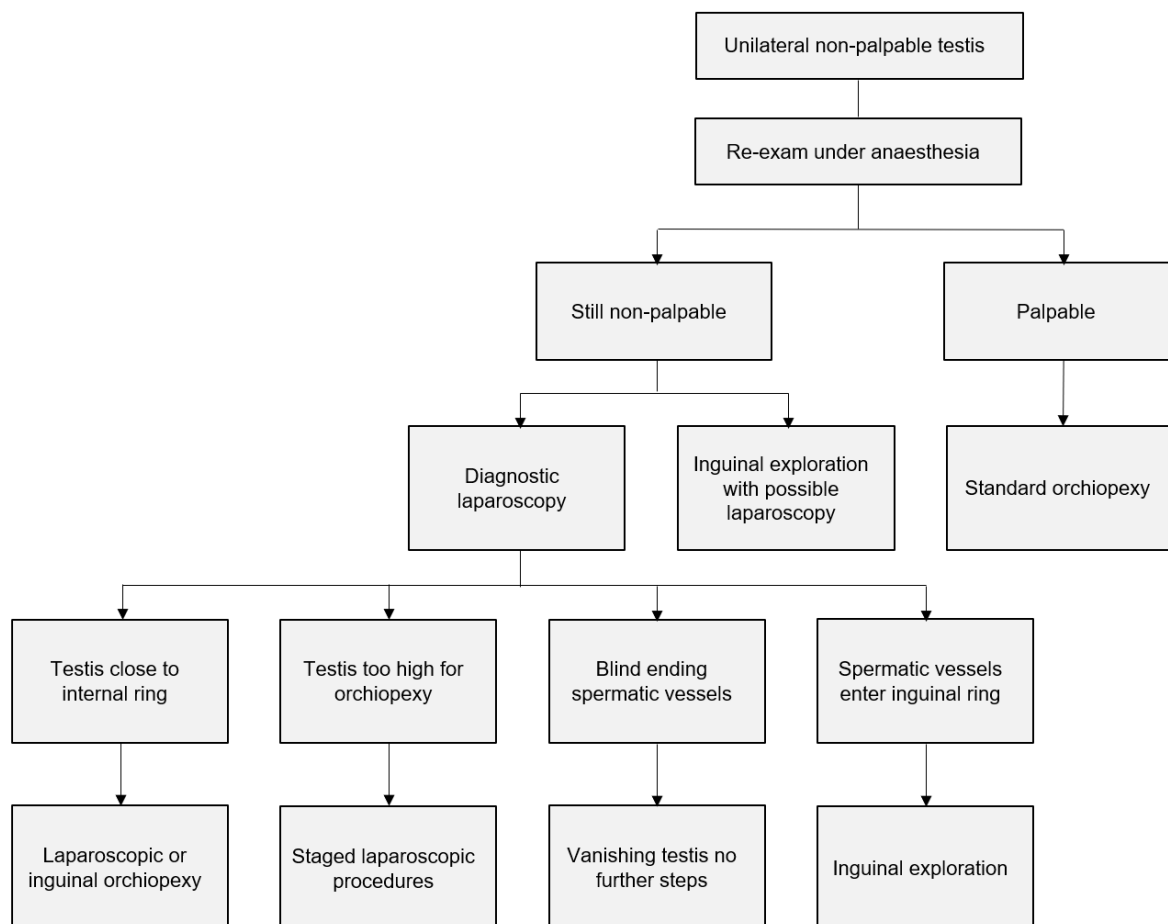 Unilateral non-palpable testis
Re-exam under anaesthesia
Still non-palpable
Palpable
Diagnostic
laparoscopy
Inguinal exploration
with possible
laparoscopy
Standard orchiopexy
Testis close to
internal ring
Testis too high for
orchiopexy
Blind ending
spermatic vessels
Spermatic vessels
enter inguinal ring
Laparoscopic or
inguinal orchiopexy
Staged laparoscopic
procedures
Vanishing testis no
further steps
Inguinal exploration